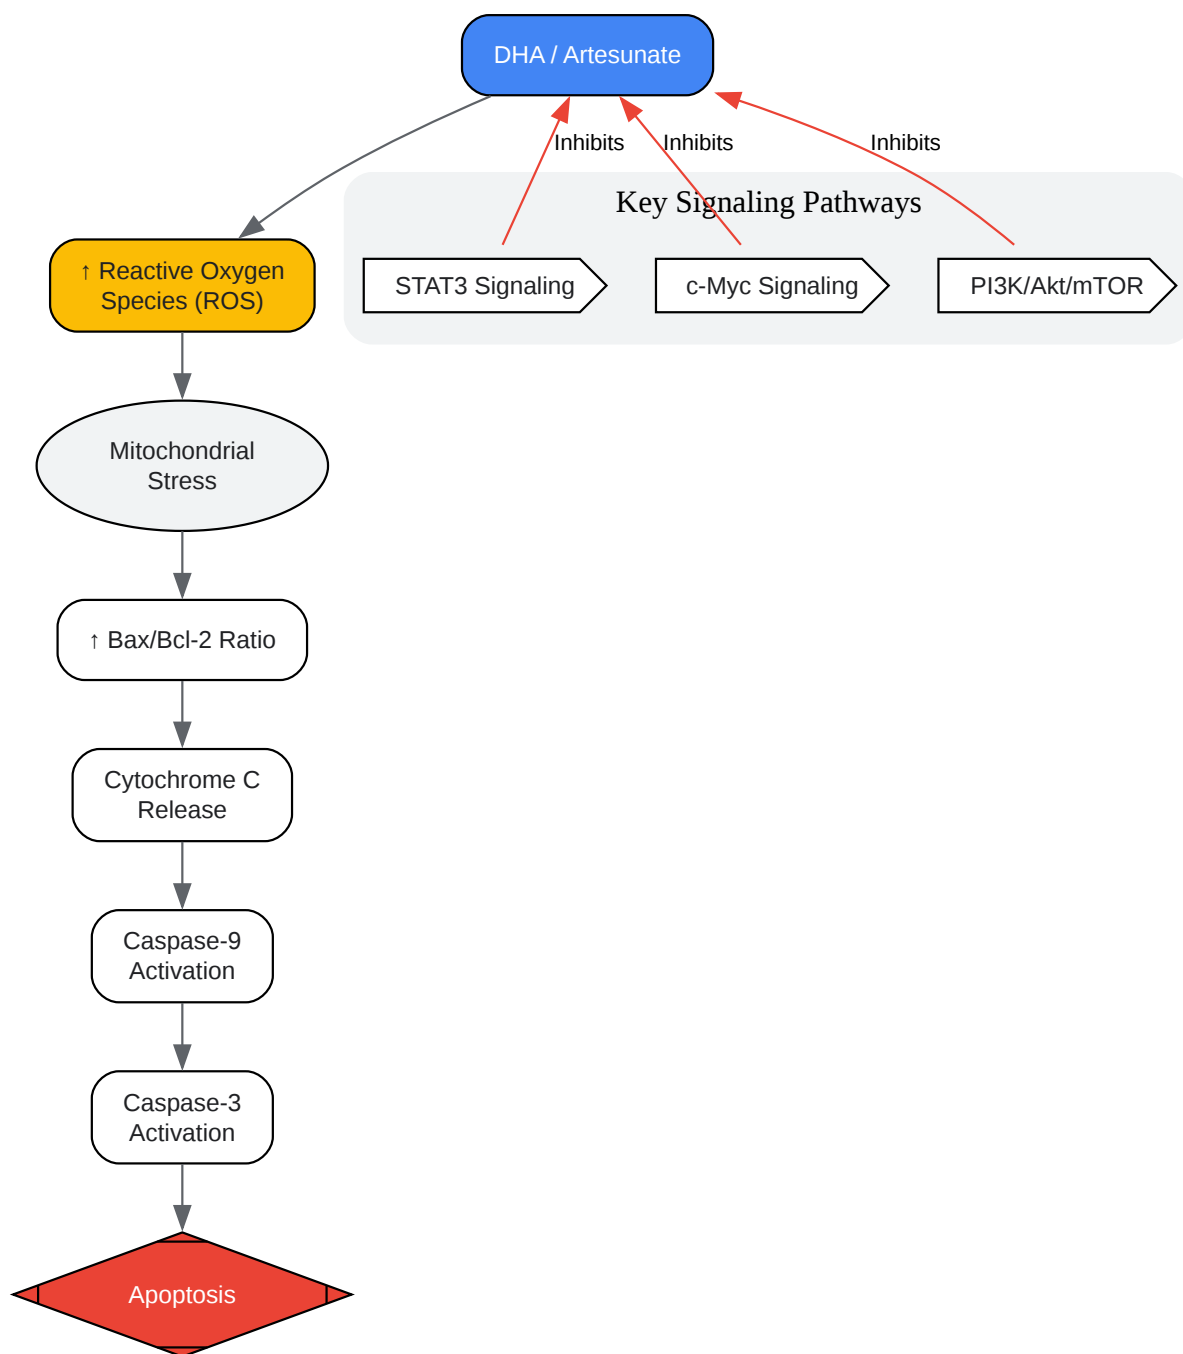 DHA / Artesunate
Inhibits
Inhibits
Inhibits
Key Signaling Pathways
↑ Reactive Oxygen
Species (ROS)
STAT3 Signaling
c-Myc Signaling
PI3K/Akt/mTOR
Mitochondrial
Stress
↑ Bax/Bcl-2 Ratio
Cytochrome C
Release
Caspase-9
Activation
Caspase-3
Activation
Apoptosis